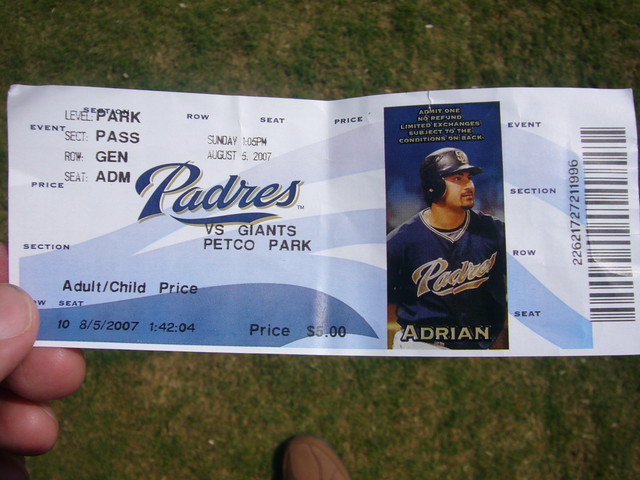 SECTION ROW SEAT PRICE
LEVEL: PARK
EVENT
SECT: PASS
ROW: GEN
SEAT: ADM
SUNDAY 1:05PM
AUGUST 5, 2007
PRICE
Padres™
VS GIANTS
PETCO PARK
SECTION
Adult/Child Price
ROW SEAT
10 8/5/2007 1:42:04 Price $5.00
ADMIT ONE.
NO REFUND.
LIMITED EXCHANGES.
SUBJECT TO THE
CONDITIONS ON BACK.
Padres
ADRIAN
EVENT
SECTION
ROW
SEAT
22621727211996